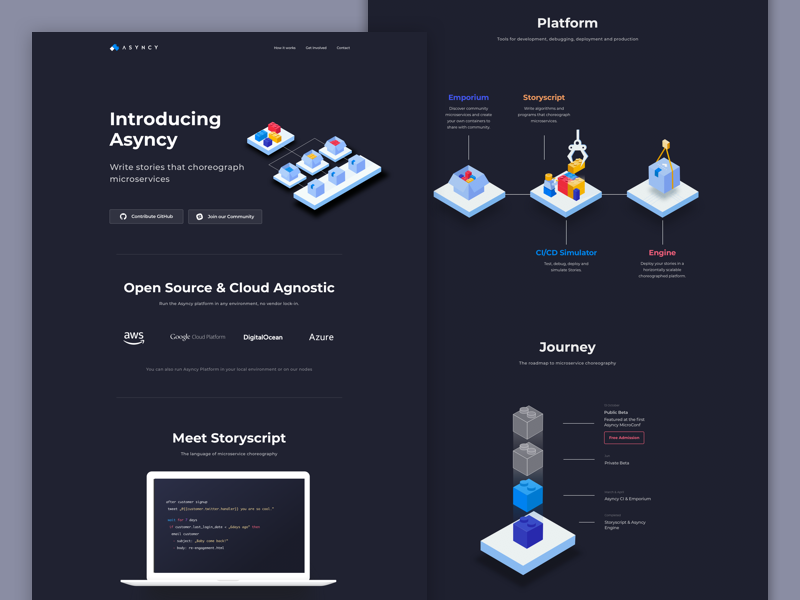 ASYNCY
How it works Get Involved Contact
Introducing
Asyncy
Write stories that choreograph
microservices
Contribute GitHub
Join our Community
Open Source & Cloud Agnostic
Run the Asyncy platform in any environment, no vendor lock-in.
aws
Google Cloud Platform
DigitalOcean
Azure
You can also run Asyncy Platform in your local environment or on our nodes
Meet Storyscript
The language of microservice choreography
after customer signup
tweet
you are so cool."
wait for 7 days
if customer.last_login_date + "5days ago" then
email customer
subject: "Baby come back!"
body: re-engagement.html
Platform
Tools for development, debugging, deployment and production
Emporium
Discover community
microservices and create
your own containers to
share with community.
Storyscript
Write algorithms and
programs that choreograph
microservices.
CI/CD Simulator
Test, debug, deploy and
simulate Stories.
Engine
Deploy your stories in a
horizontally scalable
choreographed platform.
Journey
The roadmap to microservice choreography
Public Beta
Featured at the first
Asyncy MicroConf
Free Admission
Private Beta
Asyncy CI & Emporium
Storyscript & Asyncy
Engine